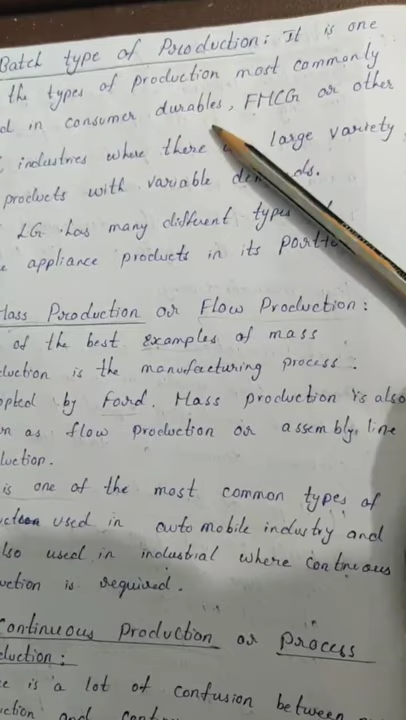 Batch type of Production: It is one
the types of production most commonly
in consumer durables, FMCG or other
industries where there large variety
products with variable
LG has many different types
appliance products in its
Mass Production or Flow Production:
of the best examples of mass
duction is the manufacturing process.
opted by Ford. Mass production is also
as flow production or assembly line
duction.
is one of the most common types of
used in auto mobile industry and
also used in industrial where continuous
uction is required.
Continuous Production or Process
duction:
is a lot of confusion between